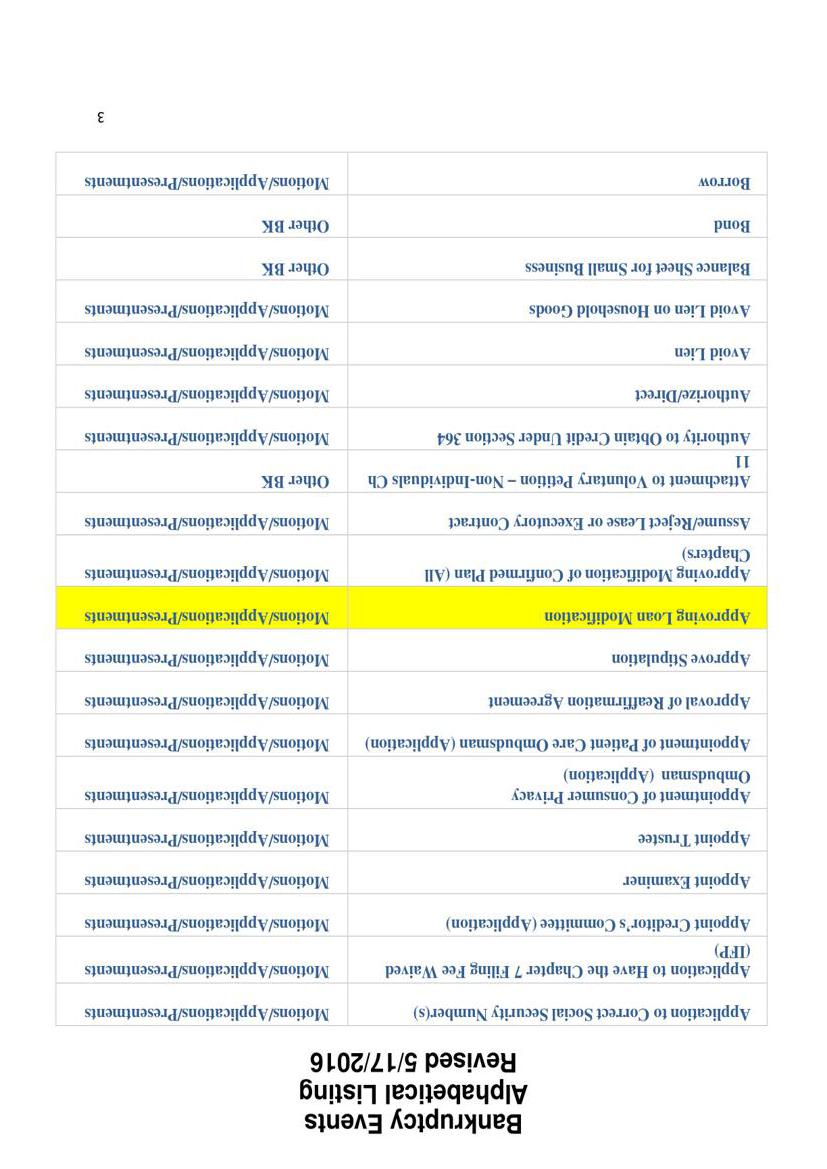 Bankruptcy Events
Alphabetical Listing
Revised 5/17/2016
Application to Correct Social Security Number(s) Motions/Applications/Presentments
Application to Have the Chapter 7 Filing Fee Waived Motions/Applications/Presentments
(IFP)
Appoint Creditor's Committee (Application) Motions/Applications/Presentments
Appoint Examiner Motions/Applications/Presentments
Appoint Trustee Motions/Applications/Presentments
Appointment of Consumer Privacy Motions/Applications/Presentments
Ombudsman (Application)
Appointment of Patient Care Ombudsman (Application) Motions/Applications/Presentments
Approval of Reaffirmation Agreement Motions/Applications/Presentments
Approve Stipulation Motions/Applications/Presentments
Approving Loan Modification Motions/Applications/Presentments
Approving Modification of Confirmed Plan (All Motions/Applications/Presentments
Chapters)
Assume/Reject Lease or Executory Contract Motions/Applications/Presentments
Attachment to Voluntary Petition – Non-Individuals Ch Other BK
11
Authority to Obtain Credit Under Section 364 Motions/Applications/Presentments
Authorize/Direct Motions/Applications/Presentments
Avoid Lien Motions/Applications/Presentments
Avoid Lien on Household Goods Motions/Applications/Presentments
Balance Sheet for Small Business Other BK
Bond Other BK
Borrow Motions/Applications/Presentments
3